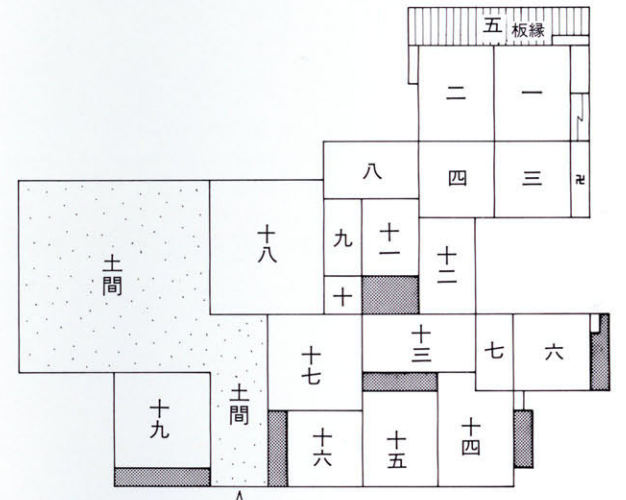 五 板縁
二
一
八
四
三
卍
十八
九
十一
十二
土間
十
十三
七
六
十七
十九
土間
十六
十五
十四